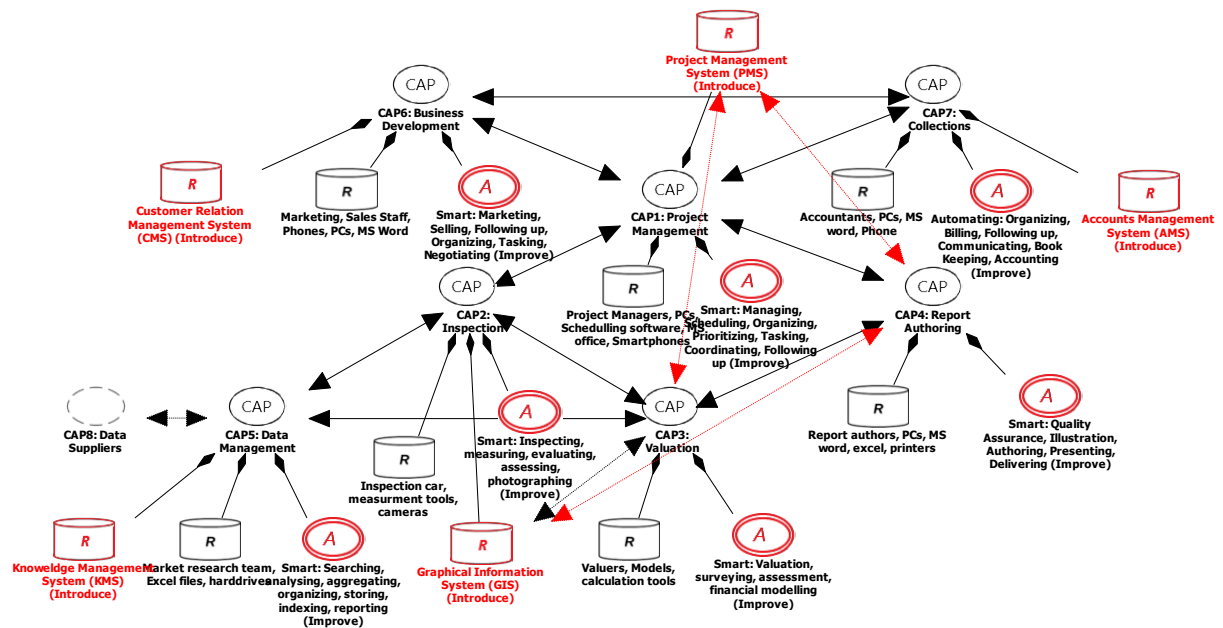 R
Project Management
System (PMS)
(Introduce)
CAP
CAP6: Business
Development
CAP
CAP7:
Collections
R
Customer Relation
Management System
(CMS) (Introduce)
R
Marketing, Sales Staff,
Phones, PCs, MS Word
A
Smart: Marketing,
Selling, Following up,
Organizing, Tasking,
Negotiating (Improve)
CAP
CAP1: Project
Management
R
Accountants, PCs, MS
word, Phone
A
Automating: Organizing,
Billing, Following up,
Communicating, Book
Keeping, Accounting
(Improve)
R
Accounts Management
System (AMS)
(Introduce)
CAP
CAP2:
Inspection
R
Project Managers, PCs,
Schedulling software, MS
office, Smartphones
A
Smart: Managing,
Scheduling, Organizing,
Prioritizing, Tasking,
Coordinating, Following
up (Improve)
CAP
CAP4: Report
Authoring
CAP8: Data
Suppliers
CAP
CAP5: Data
Management
R
Inspection car,
measurment tools,
cameras
A
Smart: Inspecting,
measuring, evaluating,
assessing,
photographing
(Improve)
CAP
CAP3:
Valuation
R
Report authors, PCs, MS
word, excel, printers
A
Smart: Quality
Assurance, Illustration,
Authoring, Presenting,
Delivering (Improve)
R
Knoweldge Management
System (KMS)
(Introduce)
R
Market research team,
Excel files, harddrives
A
Smart: Searching,
analysing, aggregating,
organizing, storing,
indexing, reporting
(Improve)
R
Graphical Information
System (GIS)
(Introduce)
R
Valuers, Models,
calculation tools
A
Smart: Valuation,
surveying, assessment,
financial modelling
(Improve)